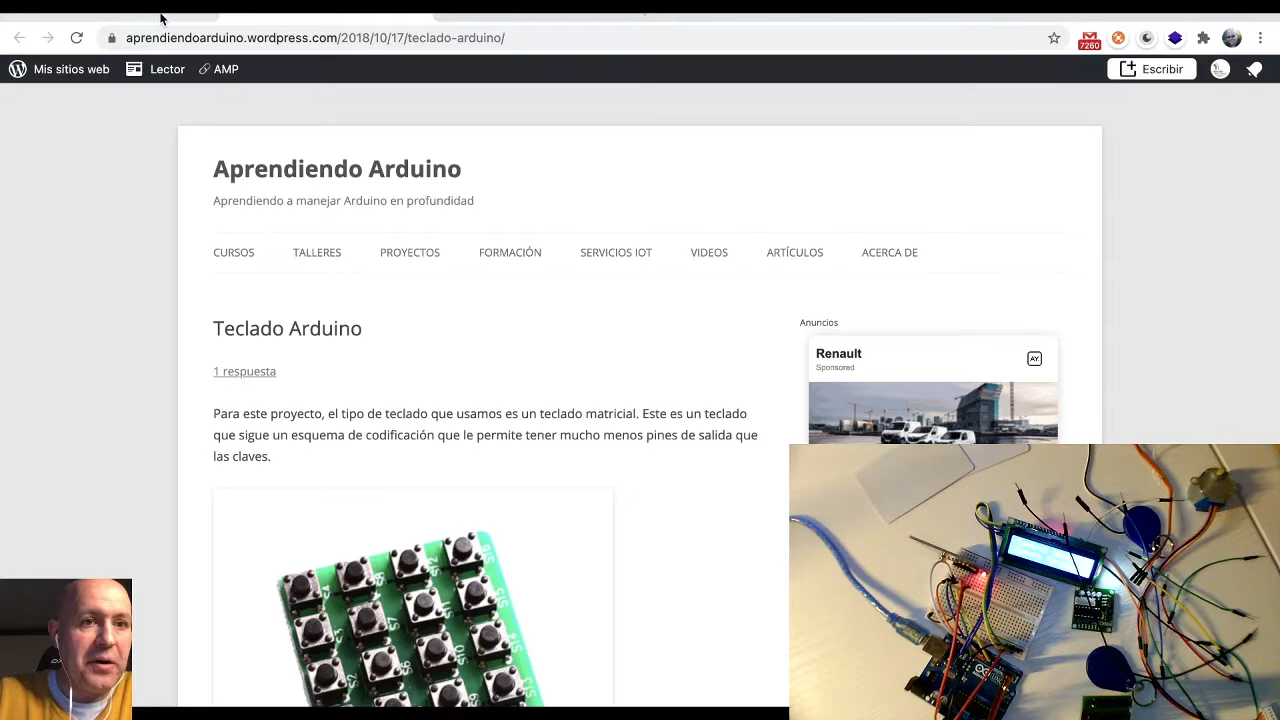 aprendiendoarduino.wordpress.com/2018/10/17/teclado-arduino/
7260
Mis sitios web
Lector
AMP
Escribir
Aprendiendo Arduino
Aprendiendo a manejar Arduino en profundidad
CURSOS TALLERES PROYECTOS FORMACIÓN SERVICIOS IOT VIDEOS ARTÍCULOS ACERCA DE
Teclado Arduino
Anuncios
Renault
Sponsored
AY
1 respuesta
Para este proyecto, el tipo de teclado que usamos es un teclado matricial. Este es un teclado
que sigue un esquema de codificación que le permite tener mucho menos pines de salida que
las claves.